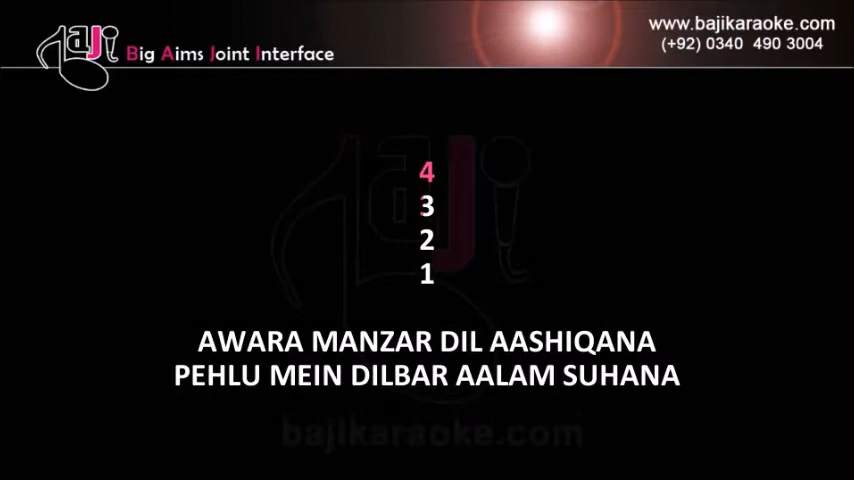 BaJi Big Aims Joint Interface
www.bajikaraoke.com
(+92) 0340 490 3004
4
3
2
1
AWARA MANZAR DIL AASHIQANA
PEHLU MEIN DILBAR AALAM SUHANA
bajikaraoke.com